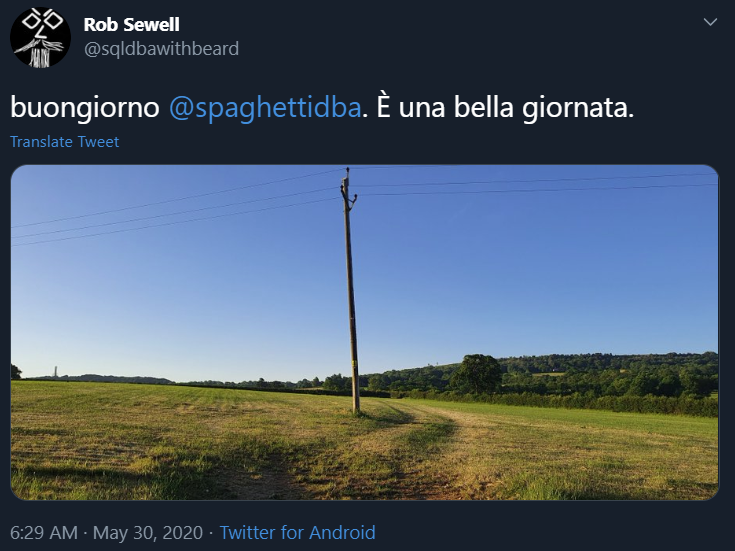 Rob Sewell
@sqldbawithbeard
buongiorno @spaghettidba. È una bella giornata.
Translate Tweet
6:29 AM · May 30, 2020 · Twitter for Android